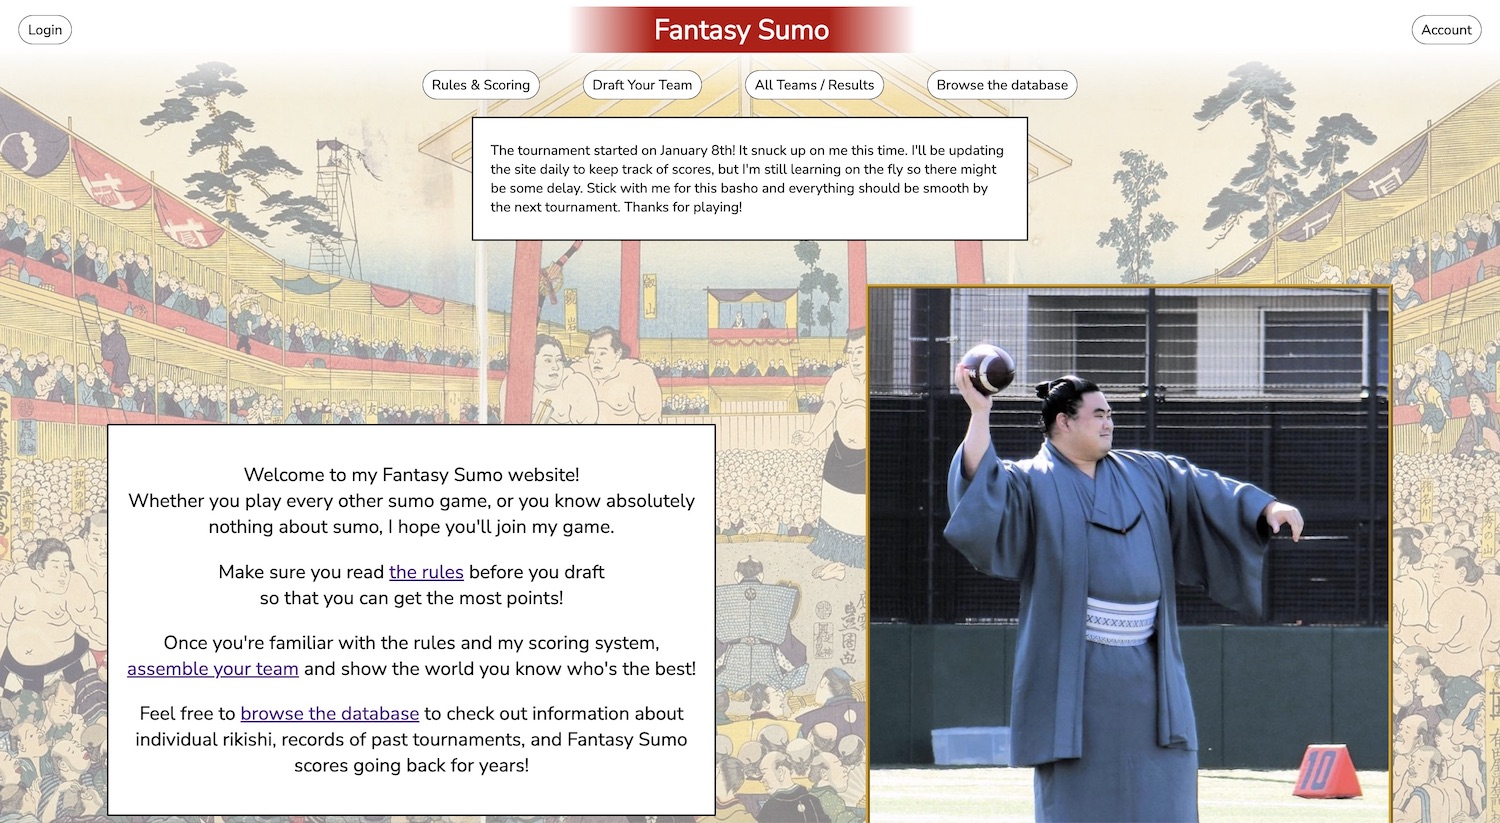 Login
Fantasy Sumo
Account
Rules & Scoring
Draft Your Team
All Teams / Results
Browse the database
The tournament started on January 8th! It snuck up on me this time. I'll be updating
the site daily to keep track of scores, but I'm still learning on the fly so there might
be some delay. Stick with me for this basho and everything should be smooth by
the next tournament. Thanks for playing!
Welcome to my Fantasy Sumo website!
Whether you play every other sumo game, or you know absolutely
nothing about sumo, I hope you'll join my game.
Make sure you read the rules before you draft
so that you can get the most points!
Once you're familiar with the rules and my scoring system,
assemble your team and show the world you know who's the best!
Feel free to browse the database to check out information about
individual rikishi, records of past tournaments, and Fantasy Sumo
scores going back for years!
10